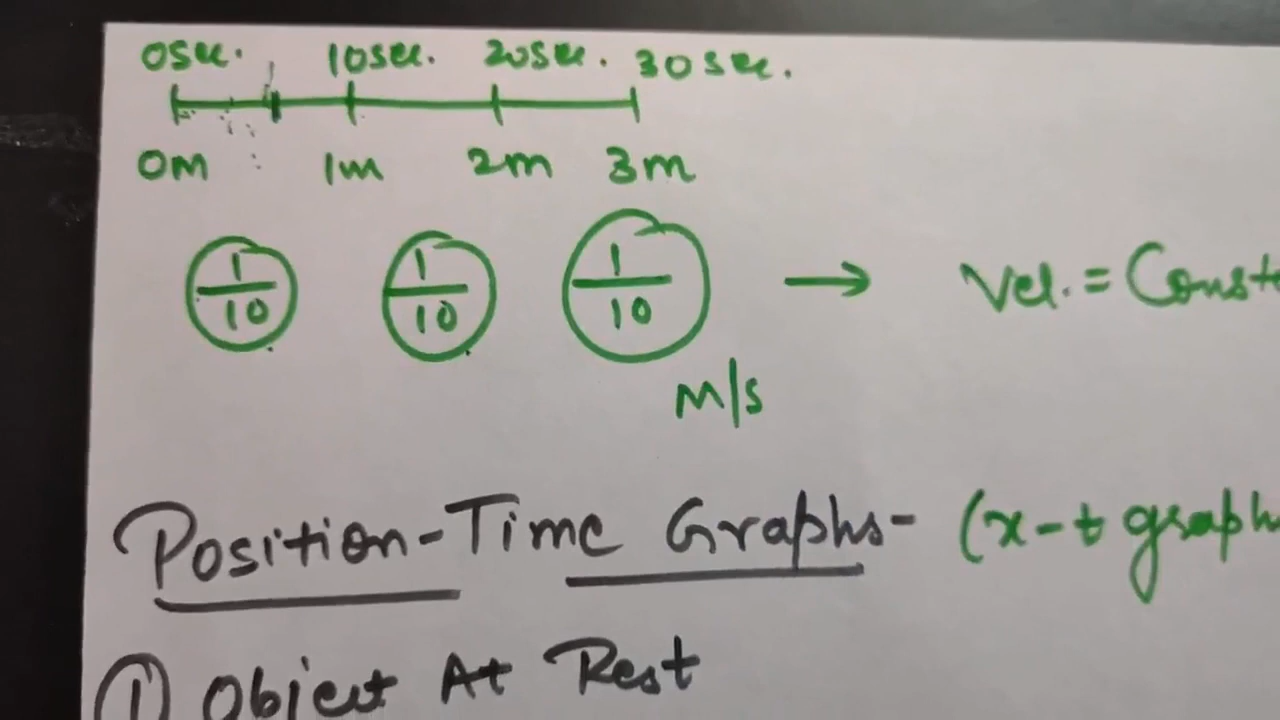 0sec. 10sec. 20sec. 30sec.
0m 1m 2m 3m
1/10 1/10 1/10 → Vel. = Const
M/s
Position-Time Graphs- (x-t graph
① Object At Rest